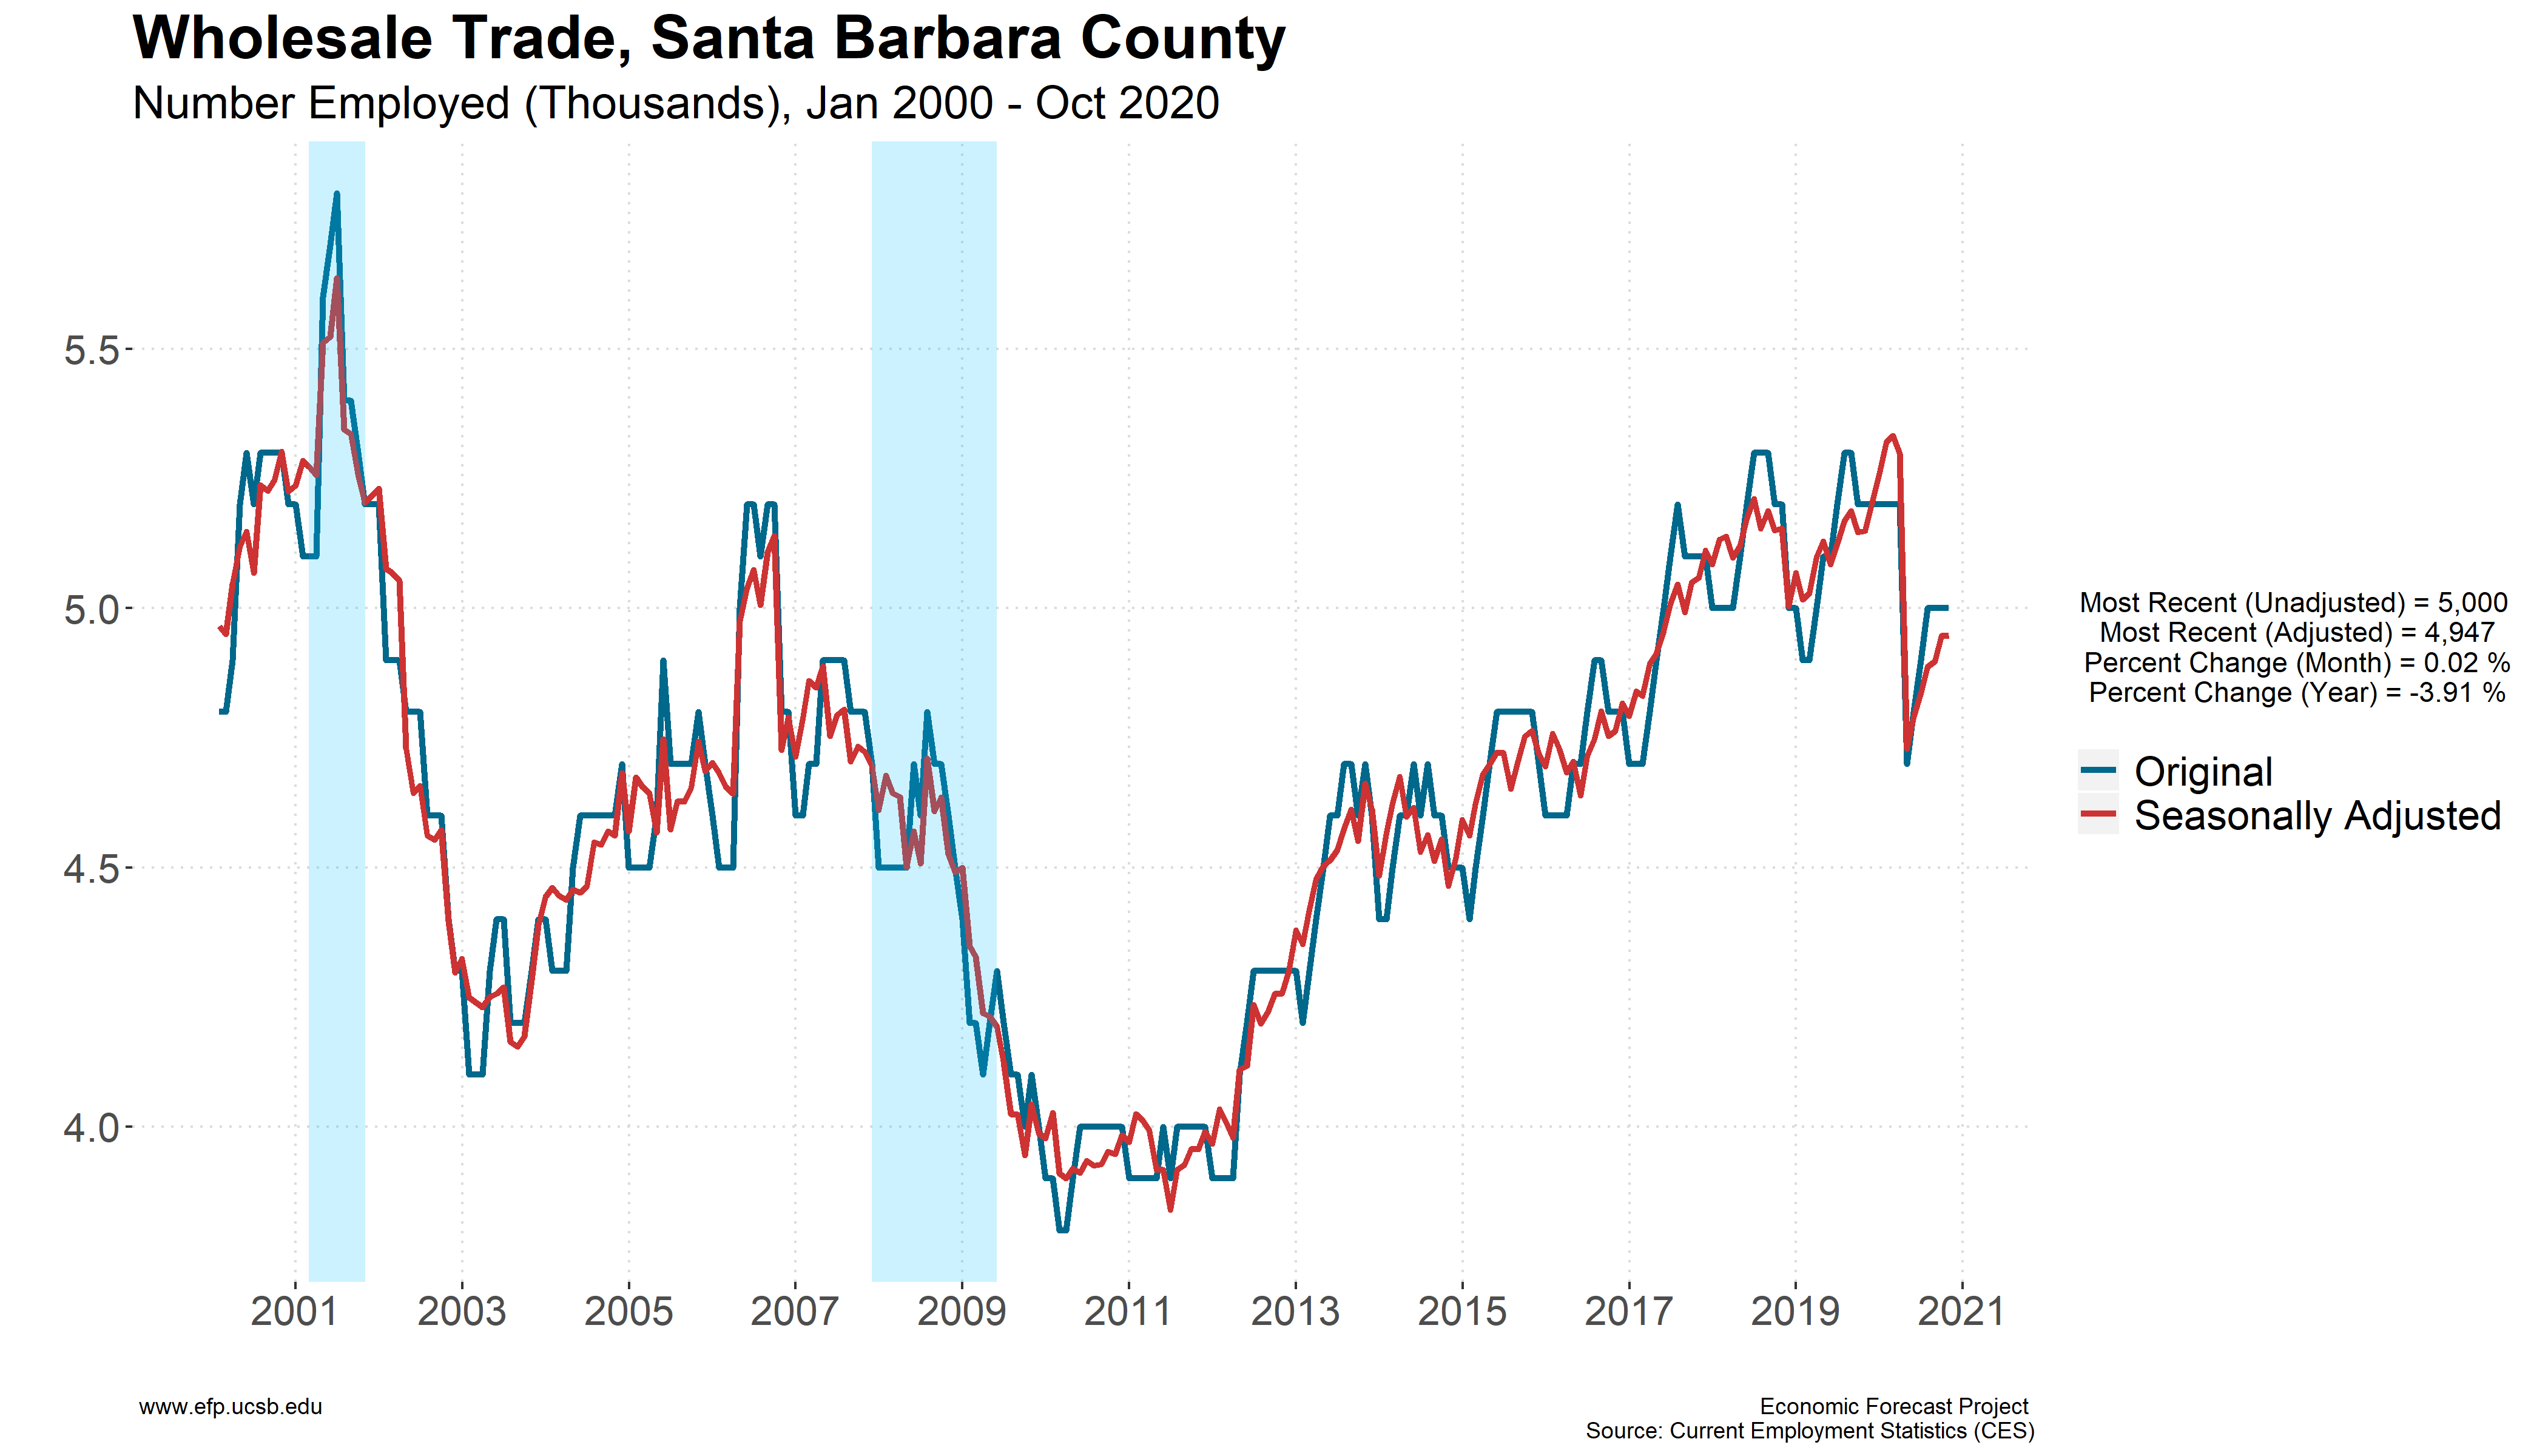 Wholesale Trade, Santa Barbara County
Number Employed (Thousands), Jan 2000 - Oct 2020
5.5
5.0
4.5
4.0
2001 2003 2005 2007 2009 2011 2013 2015 2017 2019 2021
Most Recent (Unadjusted) = 5,000
Most Recent (Adjusted) = 4,947
Percent Change (Month) = 0.02 %
Percent Change (Year) = -3.91 %
Original
Seasonally Adjusted
www.efp.ucsb.edu
Economic Forecast Project
Source: Current Employment Statistics (CES)